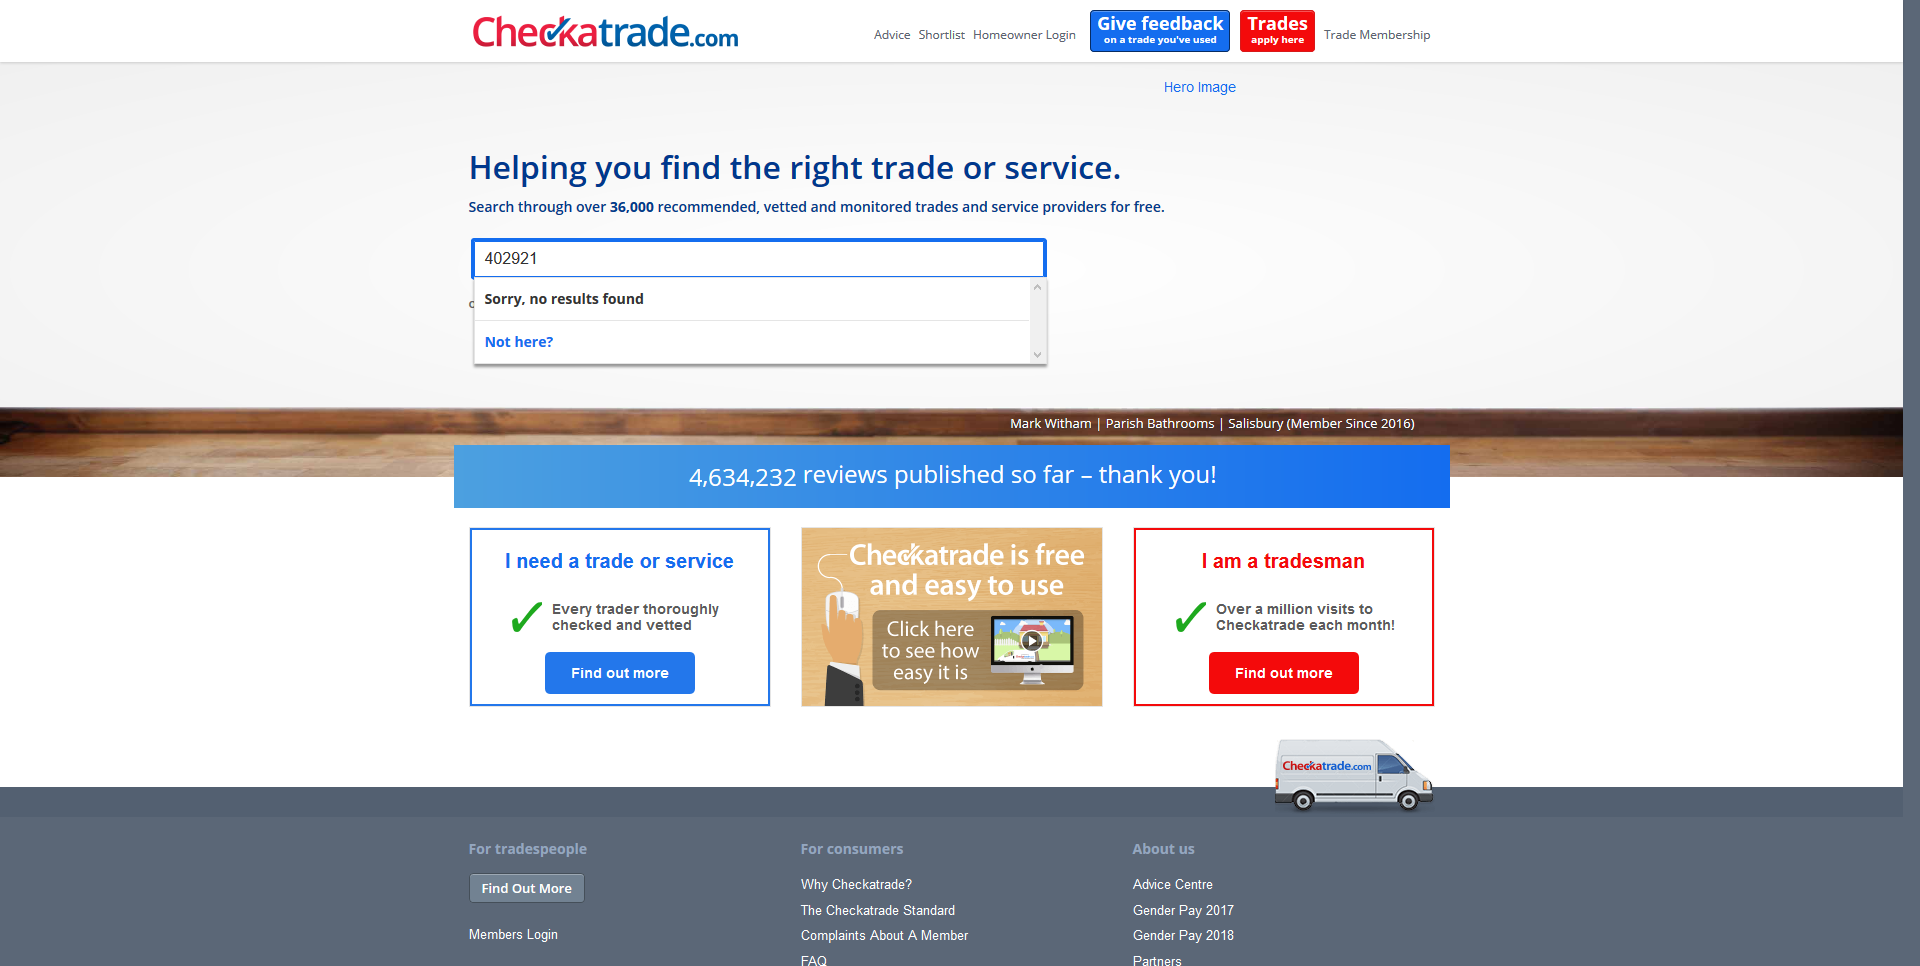 Checkatrade.com
Advice Shortlist Homeowner Login
Give feedback
on a trade you've used
Trades
apply here
Trade Membership
Hero Image
Helping you find the right trade or service.
Search through over 36,000 recommended, vetted and monitored trades and service providers for free.
402921
Sorry, no results found
Not here?
Mark Witham | Parish Bathrooms | Salisbury (Member Since 2016)
4,634,232 reviews published so far – thank you!
I need a trade or service
Every trader thoroughly
checked and vetted
Find out more
Checkatrade is free
and easy to use
Click here
to see how
easy it is
I am a tradesman
Over a million visits to
Checkatrade each month!
Find out more
Checkatrade.com
For tradespeople
Find Out More
Members Login
For consumers
Why Checkatrade?
The Checkatrade Standard
Complaints About A Member
FAQ
About us
Advice Centre
Gender Pay 2017
Gender Pay 2018
Partners